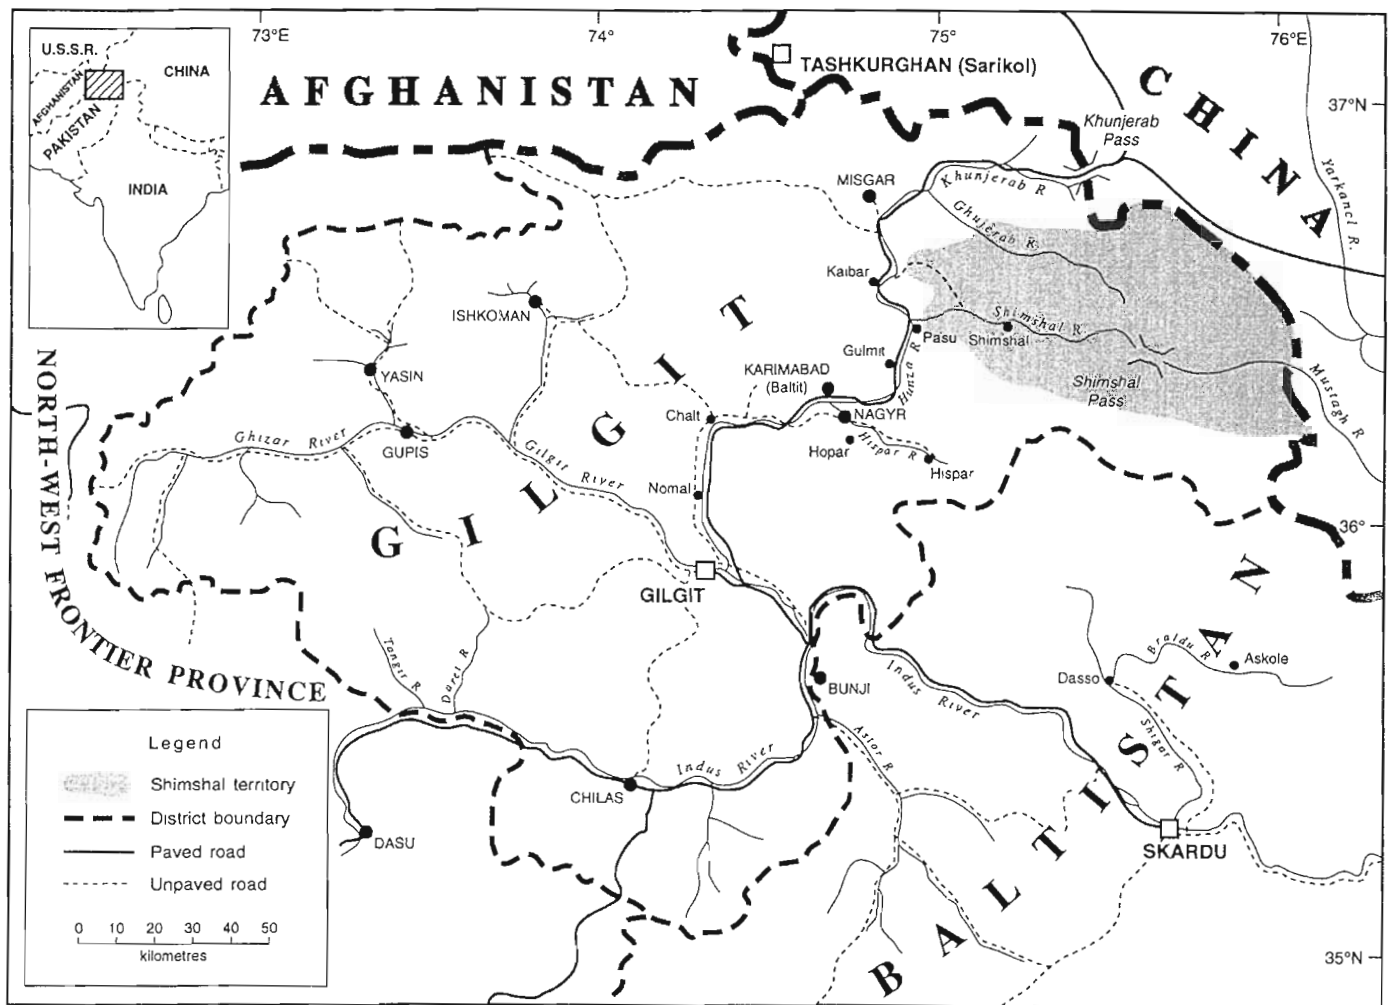 73°E
74°
75°
76°E
U.S.S.R.
CHINA
AFGHANISTAN
PAKISTAN
INDIA
AFGHANISTAN
TASHKURGHAN (Sarikol)
CHINA
37°N
Khunjerab
Pass
Yarkancl R.
MISGAR
Khunjerab R
Ghujerab R.
Kaibar
ISHKOMAN
Shimshal R.
Pasu
Shimshal
Gulmit
Hunza R
YASIN
KARIMABAD
(Baltit)
Shimshal
Pass
Mustagh R
NORTH-WEST FRONTIER PROVINCE
GILGIT
Chalt
NAGYR
Ghizar River
GUPIS
Gilgit River
Hopar
Hispar R
Hispar
Nomal
36°
GILGIT
Tangir R
Darel R
BUNJI
Indus River
Braldu R
Askole
Dasso
Shigar R
BALTISTAN
Astor R
Indus River
CHILAS
DASU
SKARDU
35°N
Legend
Shimshal territory
District boundary
Paved road
Unpaved road
0 10 20 30 40 50
kilometres